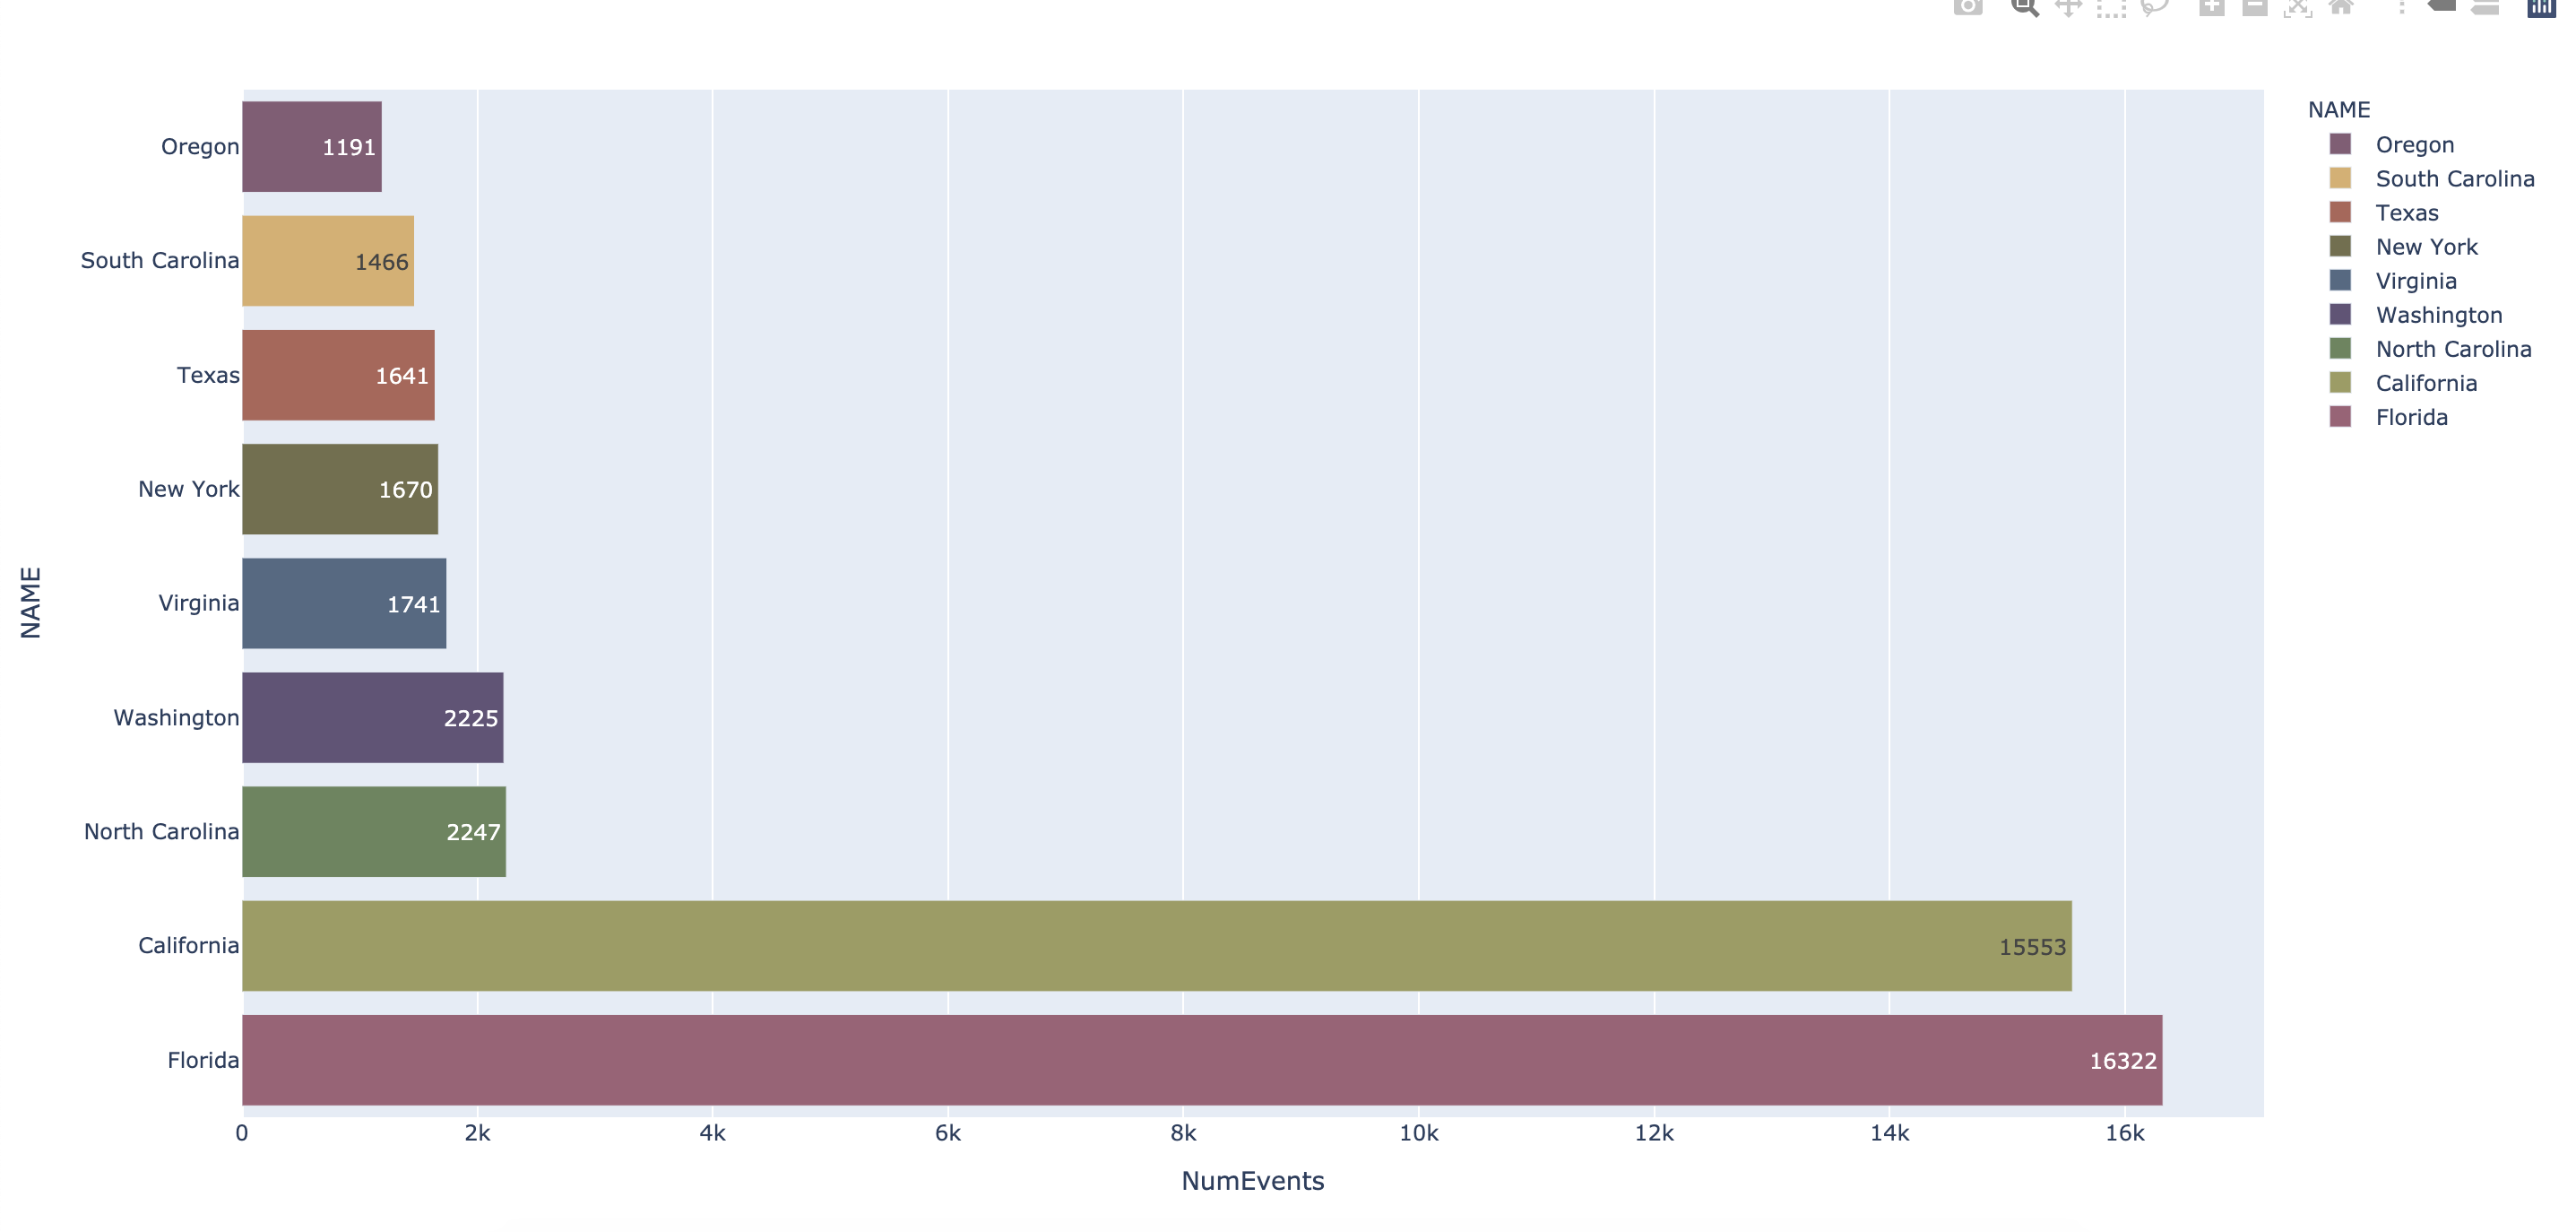 Oregon 1191
South Carolina 1466
Texas 1641
New York 1670
Virginia 1741
Washington 2225
North Carolina 2247
California 15553
Florida 16322
NAME
0 2k 4k 6k 8k 10k 12k 14k 16k
NumEvents
NAME
Oregon
South Carolina
Texas
New York
Virginia
Washington
North Carolina
California
Florida